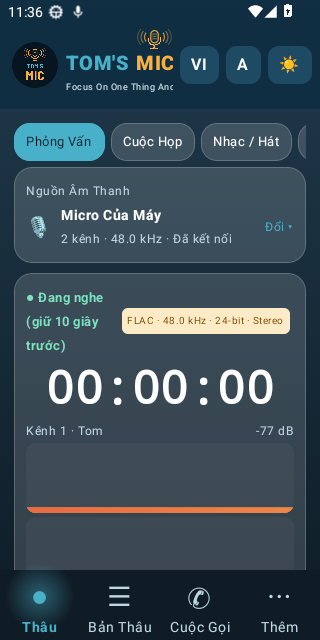 11:36
TOM'S
MIC
TOM'S MIC
Focus On One Thing And
VI
A
Phỏng Vấn
Cuộc Họp
Nhạc / Hát
Nguồn Âm Thanh
Micro Của Máy
2 kênh · 48.0 kHz · Đã kết nối
Đổi ▾
● Đang nghe
(giữ 10 giây
trước)
FLAC · 48.0 kHz · 24-bit · Stereo
00:00:00
Kênh 1 · Tom
-77 dB
Thâu
Bản Thâu
Cuộc Gọi
Thêm